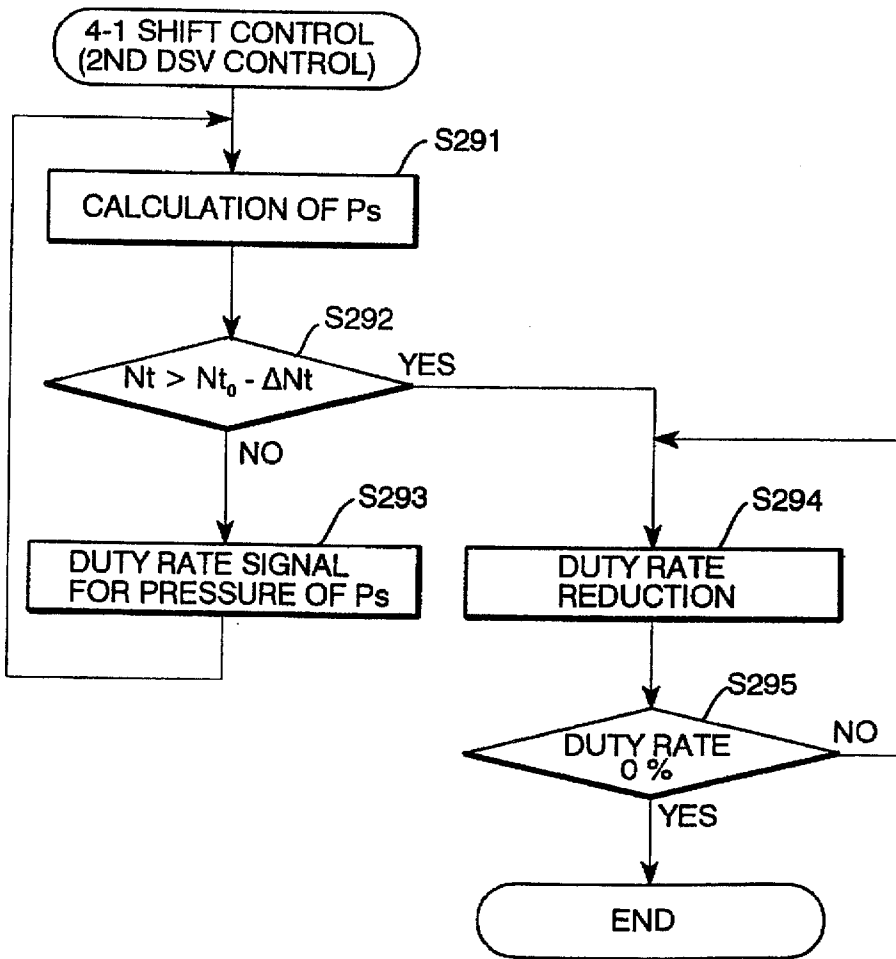 4-1 SHIFT CONTROL
(2ND DSV CONTROL)
S291
CALCULATION OF Ps
S292
Nt > Nt₀ - ΔNt
YES
NO
S293
DUTY RATE SIGNAL
FOR PRESSURE OF Ps
S294
DUTY RATE
REDUCTION
S295
DUTY RATE
0 %
NO
YES
END